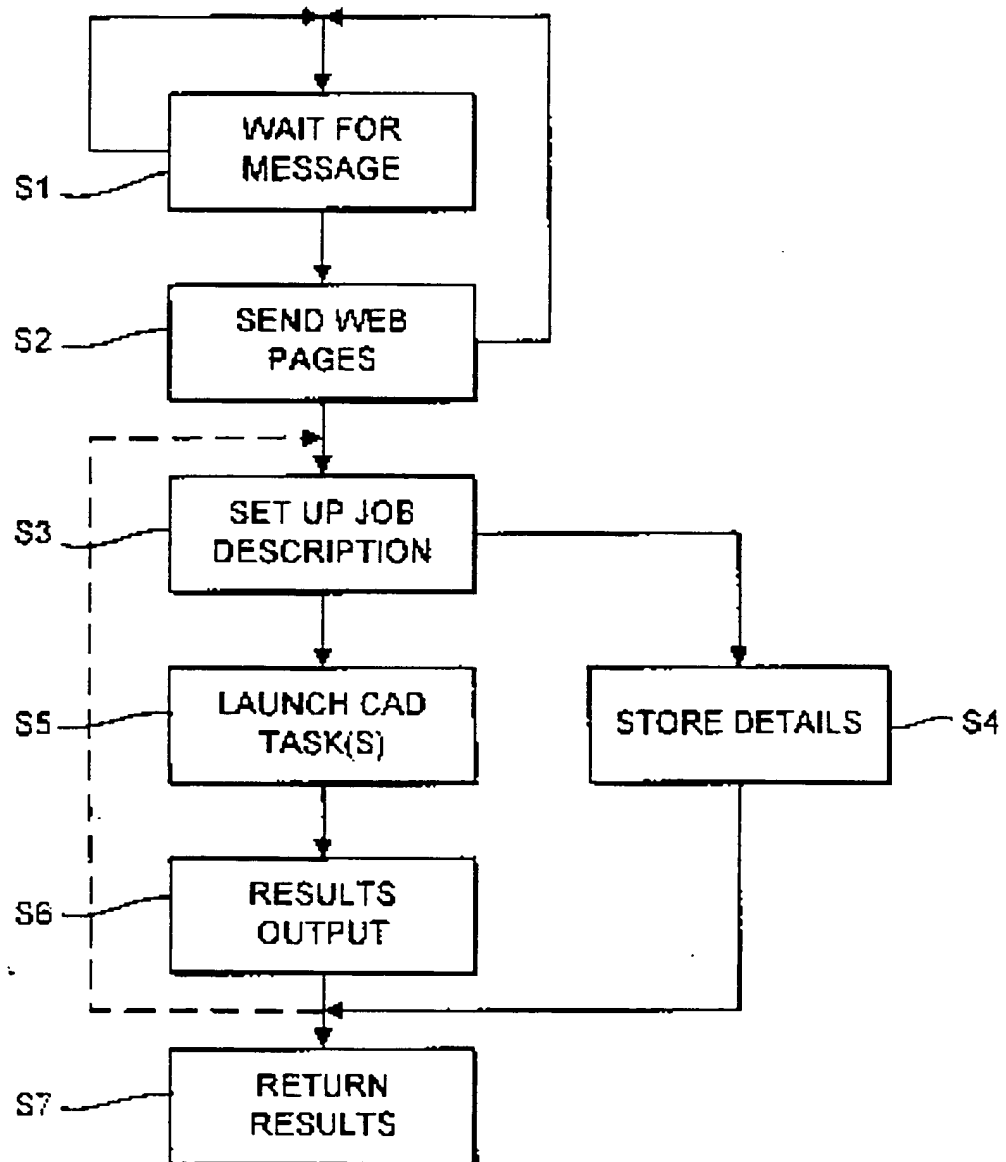 WAIT FOR
MESSAGE
S1
SEND WEB
PAGES
S2
SET UP JOB
DESCRIPTION
S3
LAUNCH CAD
TASK(S)
S5
STORE DETAILS
S4
RESULTS
OUTPUT
S6
RETURN
RESULTS
S7